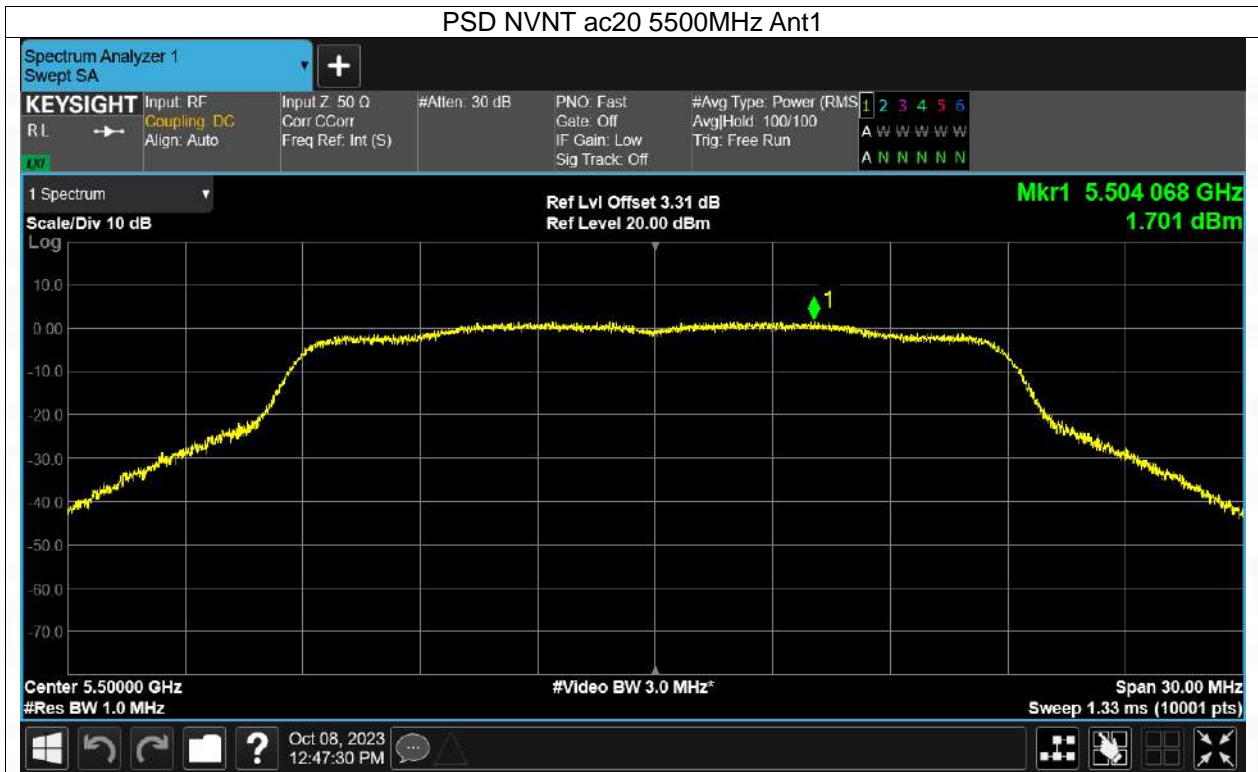 PSD NVNT ac20 5500MHz Ant1
Spectrum Analyzer 1
Swept SA
+
KEYSIGHT
RL
LXI
Input: RF
Coupling: DC
Align: Auto
Input Z: 50 Ω
Corr CCorr
Freq Ref: Int (S)
#Atten: 30 dB
PNO: Fast
Gate: Off
IF Gain: Low
Sig Track: Off
#Avg Type: Power (RMS
Avg|Hold: 100/100
Trig: Free Run
1 2 3 4 5 6
A W W W W W
A N N N N N
1 Spectrum
Scale/Div 10 dB
Ref Lvl Offset 3.31 dB
Ref Level 20.00 dBm
Mkr1 5.504 068 GHz
1.701 dBm
Log
10.0
0.00
-10.0
-20.0
-30.0
-40.0
-50.0
-60.0
-70.0
1
Center 5.50000 GHz
#Video BW 3.0 MHz*
Span 30.00 MHz
#Res BW 1.0 MHz
Sweep 1.33 ms (10001 pts)
?
Oct 08, 2023
12:47:30 PM